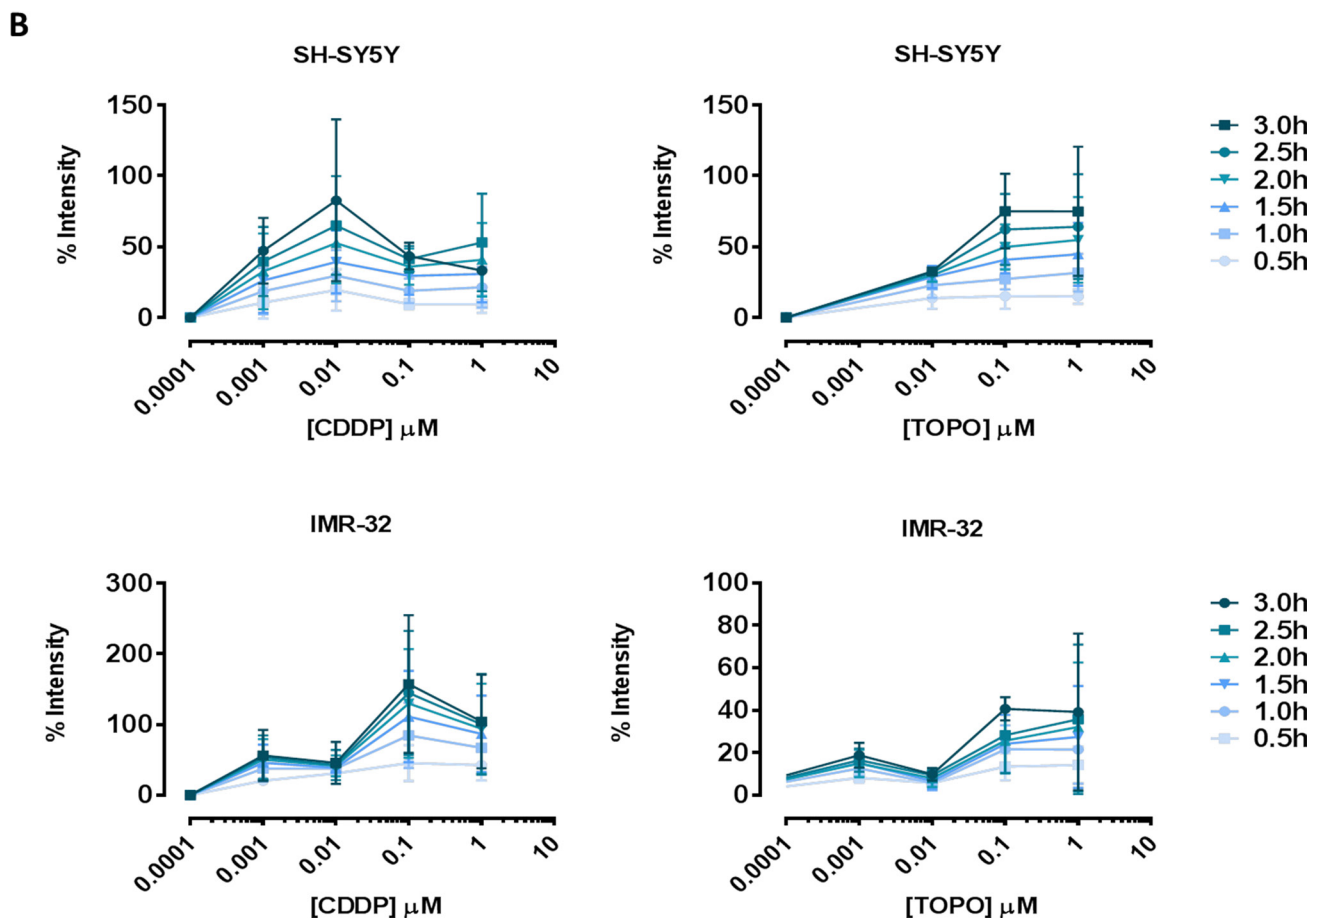 B
SH-SY5Y
SH-SY5Y
150
100
50
0
% Intensity
0.0001
0.001
0.01
0.1
1
10
[CDDP] µM
150
100
50
0
% Intensity
0.0001
0.001
0.01
0.1
1
10
[TOPO] µM
3.0h
2.5h
2.0h
1.5h
1.0h
0.5h
IMR-32
IMR-32
300
200
100
0
% Intensity
0.0001
0.001
0.01
0.1
1
10
[CDDP] µM
100
80
60
40
20
0
% Intensity
0.0001
0.001
0.01
0.1
1
10
[TOPO] µM
3.0h
2.5h
2.0h
1.5h
1.0h
0.5h